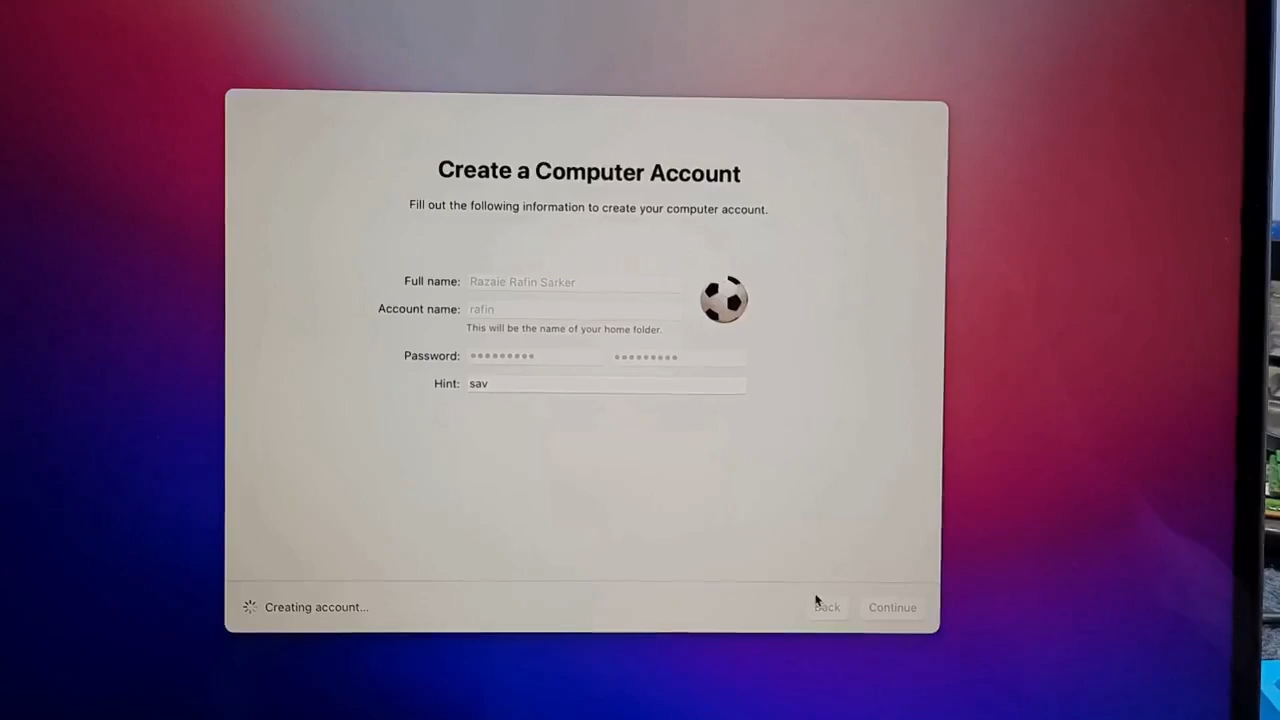 Create a Computer Account
Fill out the following information to create your computer account.
Full name: Razaie Rafin Sarker
Account name: rafin
This will be the name of your home folder.
Password: ●●●●●●●●● ●●●●●●●●●
Hint: sav
Creating account... Back Continue